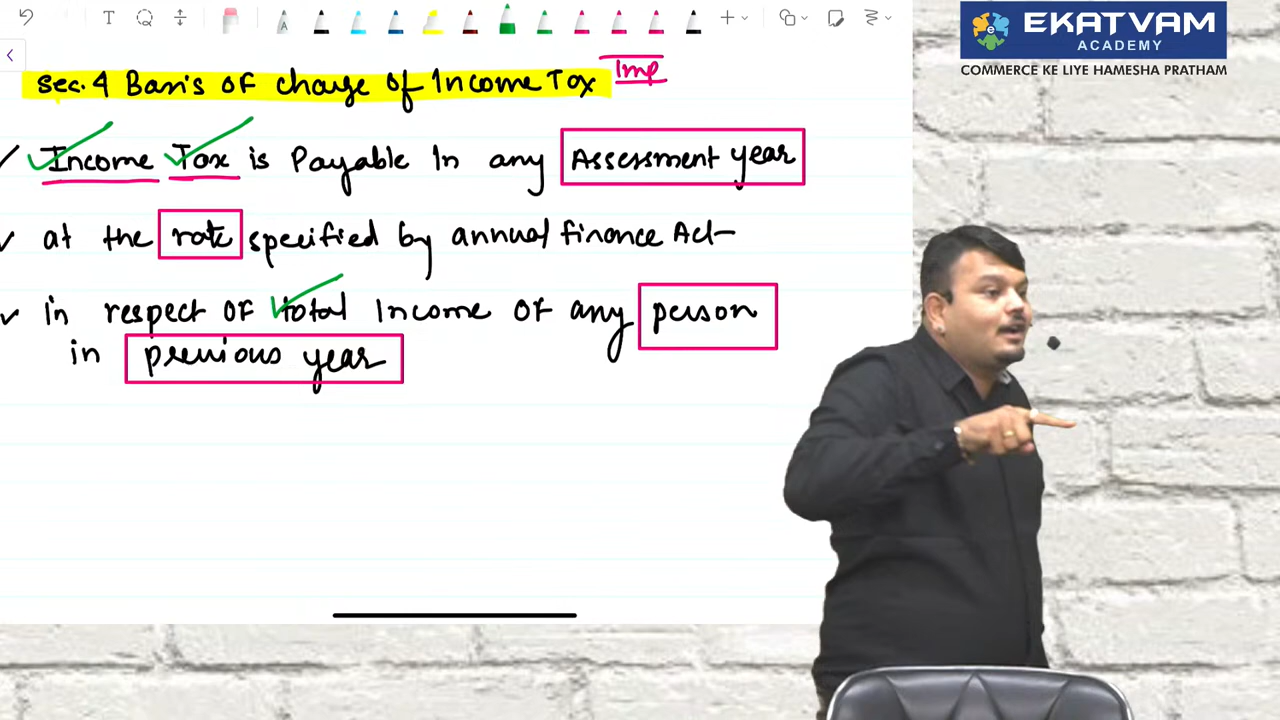 EKATVAM
ACADEMY
COMMERCE KE LIYE HAMESHA PRATHAM
Sec. 4 Basis of charge of Income Tax Imp
Income Tax is Payable In any Assessment year
at the rate specified by annual finance Act
in respect of total Income of any person
in previous year